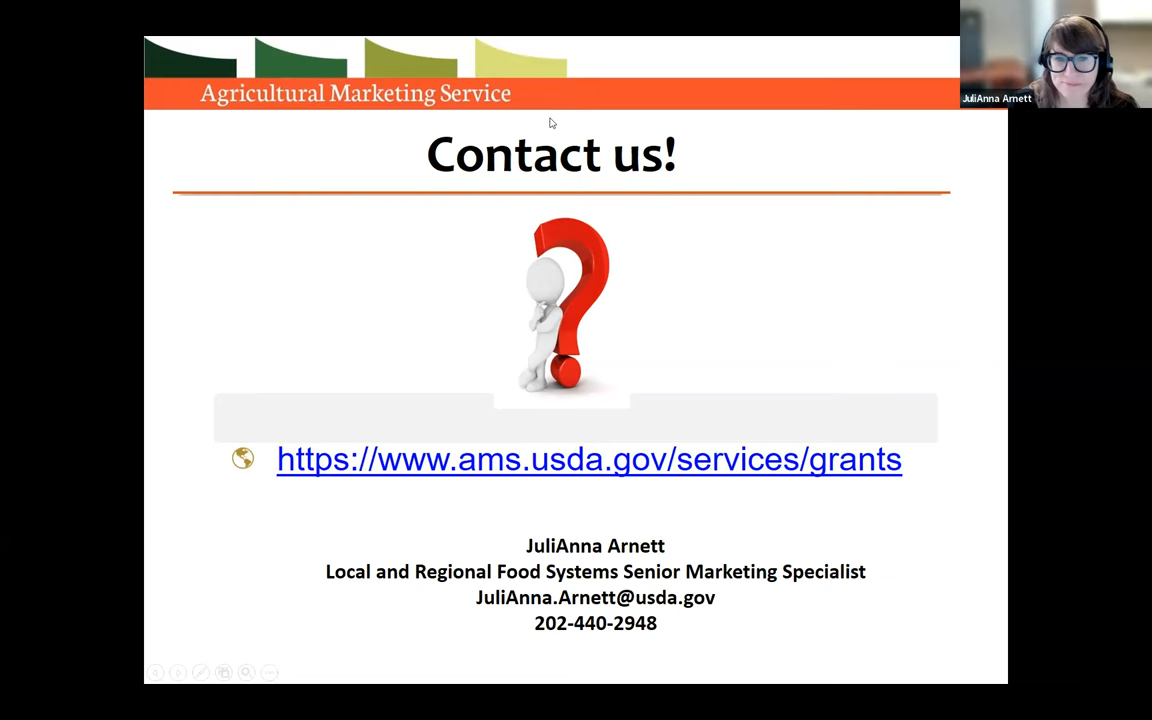 Agricultural Marketing Service
JuliAnna Arnett
Contact us!
https://www.ams.usda.gov/services/grants
JuliAnna Arnett
Local and Regional Food Systems Senior Marketing Specialist
JuliAnna.Arnett@usda.gov
202-440-2948